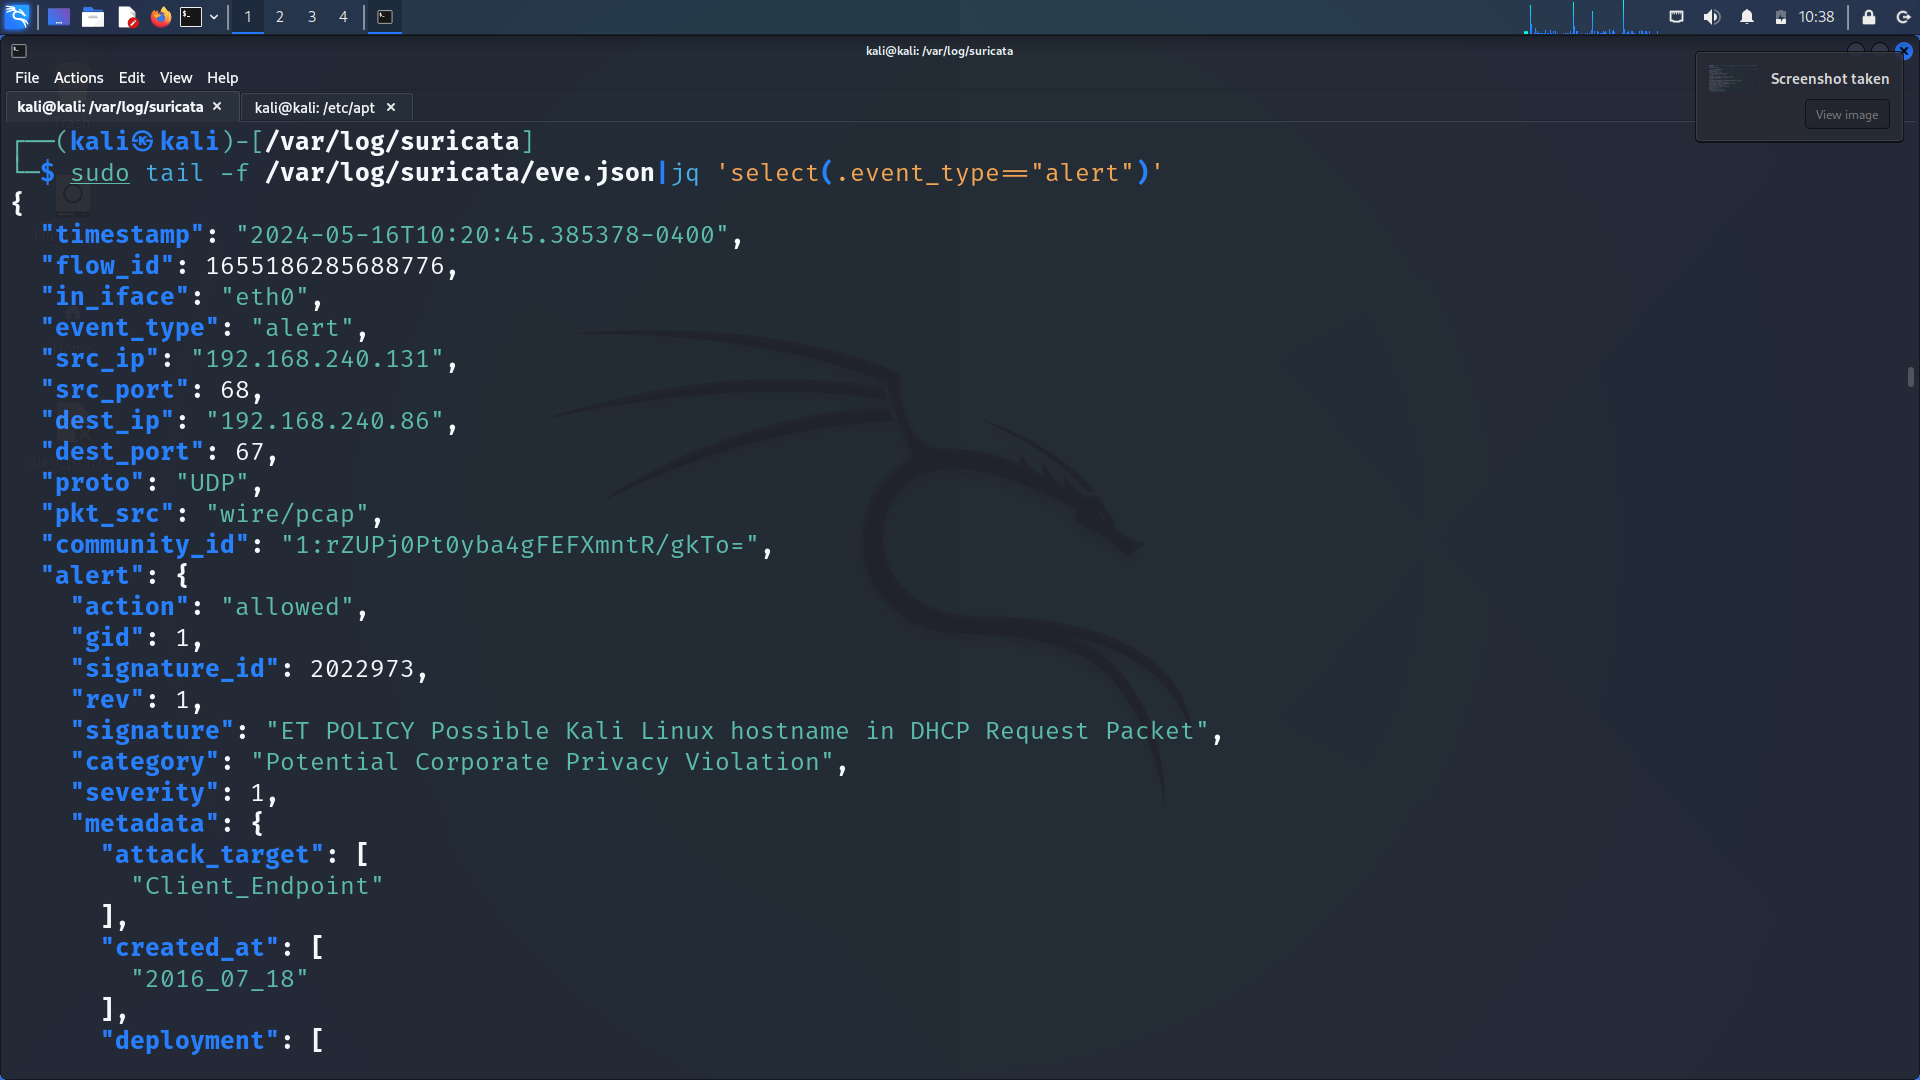 1 2 3 4
10:38
kali@kali: /var/log/suricata
File Actions Edit View Help
Screenshot taken
View image
kali@kali: /var/log/suricata × kali@kali: /etc/apt ×
┌──(kali㉿kali)-[/var/log/suricata]
└─$ sudo tail -f /var/log/suricata/eve.json|jq 'select(.event_type=="alert")'
{
"timestamp": "2024-05-16T10:20:45.385378-0400",
"flow_id": 1655186285688776,
"in_iface": "eth0",
"event_type": "alert",
"src_ip": "192.168.240.131",
"src_port": 68,
"dest_ip": "192.168.240.86",
"dest_port": 67,
"proto": "UDP",
"pkt_src": "wire/pcap",
"community_id": "1:rZUPj0Pt0yba4gFEFXmntR/gkTo=",
"alert": {
"action": "allowed",
"gid": 1,
"signature_id": 2022973,
"rev": 1,
"signature": "ET POLICY Possible Kali Linux hostname in DHCP Request Packet",
"category": "Potential Corporate Privacy Violation",
"severity": 1,
"metadata": {
"attack_target": [
"Client_Endpoint"
],
"created_at": [
"2016_07_18"
],
"deployment": [